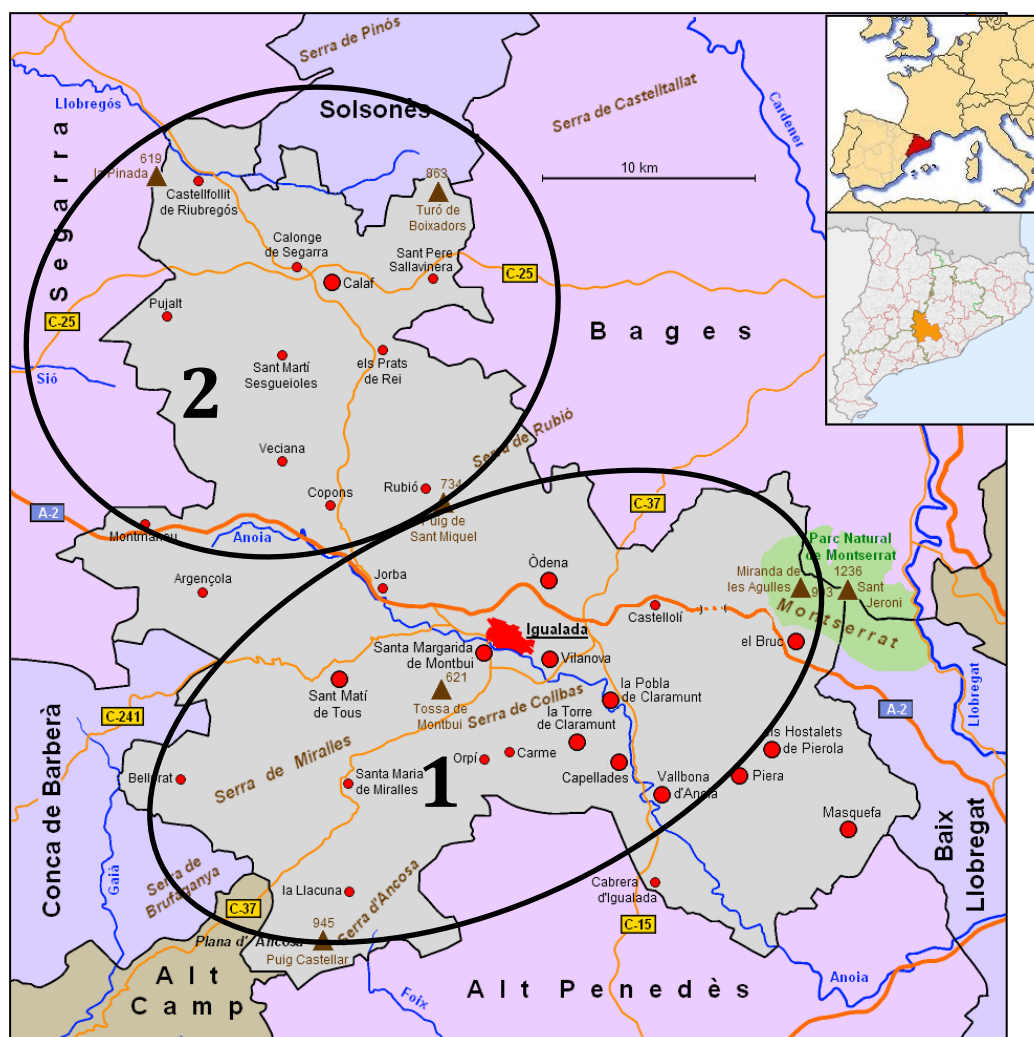 Serra de Pinós
Llobregós
Solsonès
Serra de Castelltallat
Cardener
Segarra
619
la Pinada
Castellfollit
de Riubregós
863
Turó de
Boixadors
10 km
Calonge
de Segarra
Sant Pere
Sallavinera
C-25
Calaf
Pujalt
C-25
Bages
Sió
Sant Martí
Sesgueioles
els Prats
de Rei
2
Serra de Rubió
Veciana
Copons
Rubió
734
Puig de
Sant Miquel
C-37
A-2
Montmaneu
Anoia
Parc Natural
de Montserrat
Òdena
Miranda de
les Agulles
903
1236
Sant
Jeroni
Montserrat
Argençola
Jorba
Castellolí
Igualada
el Bruc
Santa Margarida
de Montbui
Vilanova
Llobregat
Sant Matí
de Tous
621
Tossa de
Montbui
Serra de Collbas
la Pobla
de Claramunt
A-2
C-241
la Torre
de Claramunt
els Hostalets
de Pierola
Conca de Barberà
Serra de Miralles
Orpí
Carme
Bellprat
Santa Maria
de Miralles
1
Capellades
Vallbona
d'Anoia
Piera
Masquefa
Baix
Llobregat
Gaià
Serra de
Brufaganya
la Llacuna
Serra d'Ancosa
Cabrera
d'Igualada
C-37
945
Plana d' Ancosa
Puig Castellar
C-15
Alt
Camp
Foix
Alt Penedès
Anoia